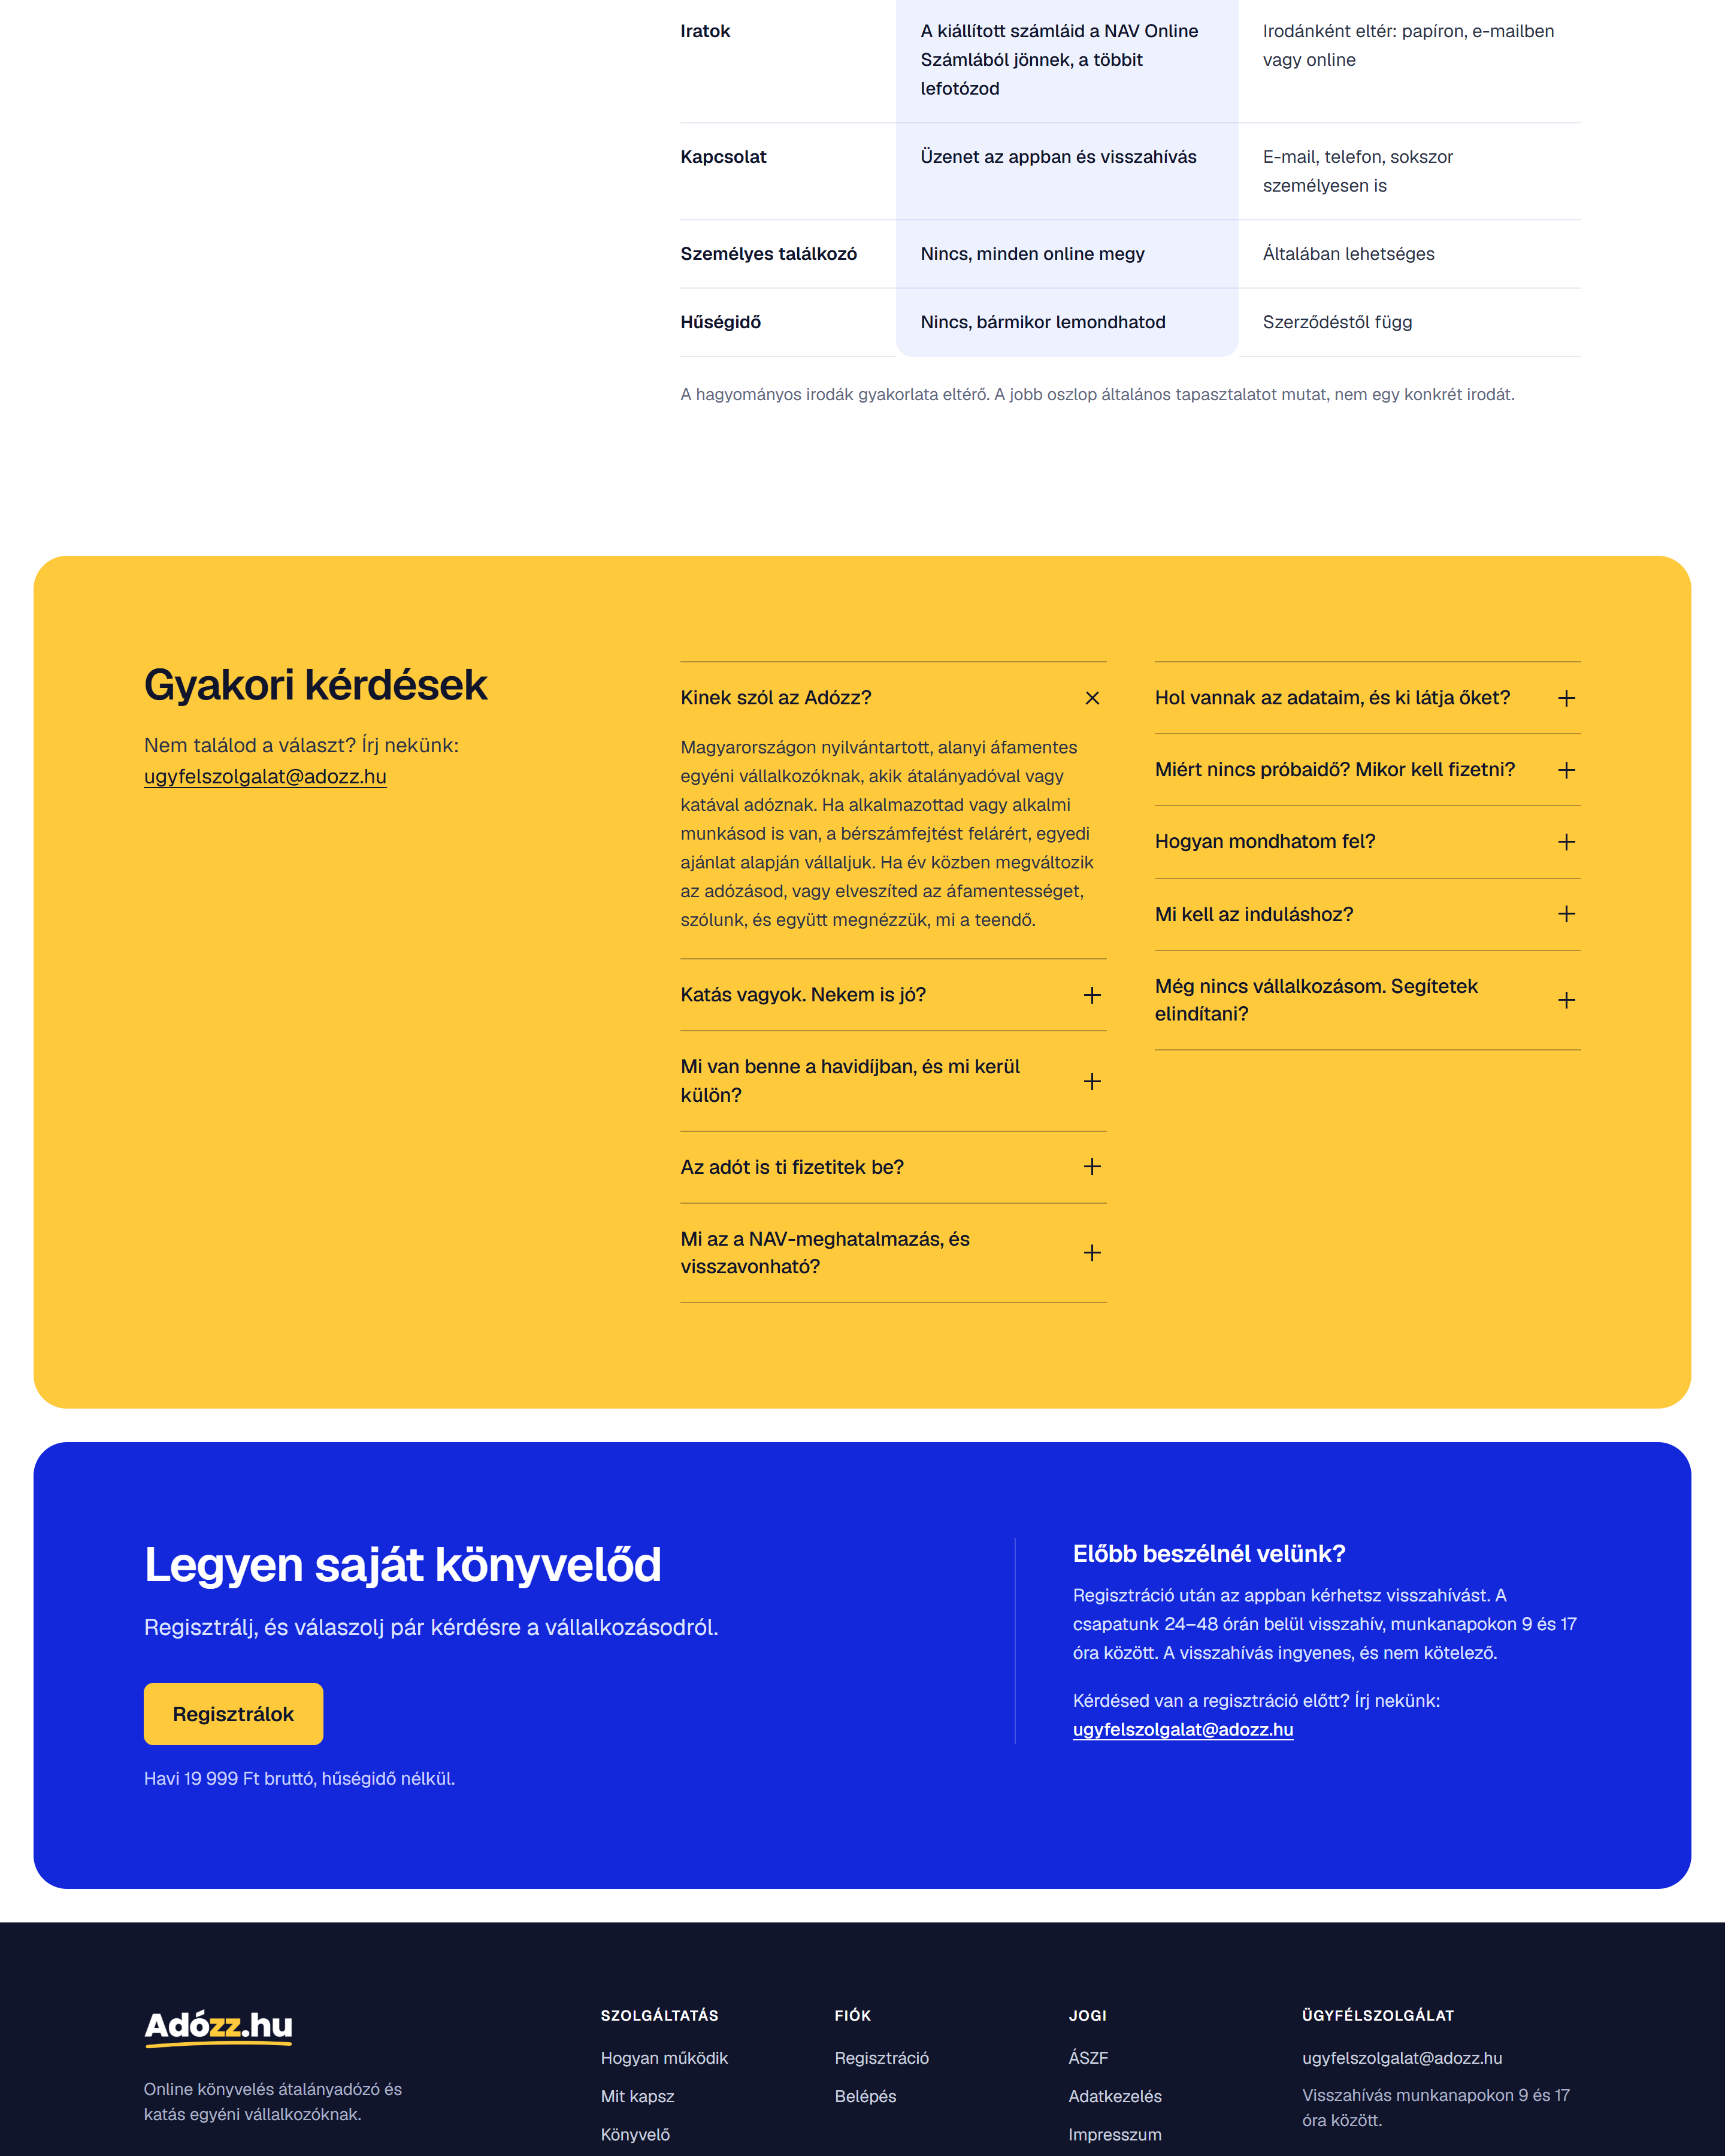 Iratok
A kiállított számláid a NAV Online
Számlából jönnek, a többit
lefotózod
Irodánként eltér: papíron, e-mailben
vagy online
Kapcsolat
Üzenet az appban és visszahívás
E-mail, telefon, sokszor
személyesen is
Személyes találkozó
Nincs, minden online megy
Általában lehetséges
Hűségidő
Nincs, bármikor lemondhatod
Szerződéstől függ
A hagyományos irodák gyakorlata eltérő. A jobb oszlop általános tapasztalatot mutat, nem egy konkrét irodát.
Gyakori kérdések
Nem találod a választ? Írj nekünk:
ugyfelszolgalat@adozz.hu
Kinek szól az Adózz?
Magyarországon nyilvántartott, alanyi áfamentes
egyéni vállalkozóknak, akik átalányadóval vagy
katával adóznak. Ha alkalmazottad vagy alkalmi
munkásod is van, a bérszámfejtést felárért, egyedi
ajánlat alapján vállaljuk. Ha év közben megváltozik
az adózásod, vagy elveszíted az áfamentességet,
szólunk, és együtt megnézzük, mi a teendő.
Katás vagyok. Nekem is jó?
Mi van benne a havidíjban, és mi kerül
külön?
Az adót is ti fizetitek be?
Mi az a NAV-meghatalmazás, és
visszavonható?
Hol vannak az adataim, és ki látja őket?
Miért nincs próbaidő? Mikor kell fizetni?
Hogyan mondhatom fel?
Mi kell az induláshoz?
Még nincs vállalkozásom. Segítetek
elindítani?
Legyen saját könyvelőd
Regisztrálj, és válaszolj pár kérdésre a vállalkozásodról.
Regisztrálok
Havi 19 999 Ft bruttó, hűségidő nélkül.
Előbb beszélnél velünk?
Regisztráció után az appban kérhetsz visszahívást. A
csapatunk 24–48 órán belül visszahív, munkanapokon 9 és 17
óra között. A visszahívás ingyenes, és nem kötelező.
Kérdésed van a regisztráció előtt? Írj nekünk:
ugyfelszolgalat@adozz.hu
Adózz.hu
Online könyvelés átalányadózó és
katás egyéni vállalkozóknak.
SZOLGÁLTATÁS
Hogyan működik
Mit kapsz
Könyvelő
FIÓK
Regisztráció
Belépés
JOGI
ÁSZF
Adatkezelés
Impresszum
ÜGYFÉLSZOLGÁLAT
ugyfelszolgalat@adozz.hu
Visszahívás munkanapokon 9 és 17
óra között.